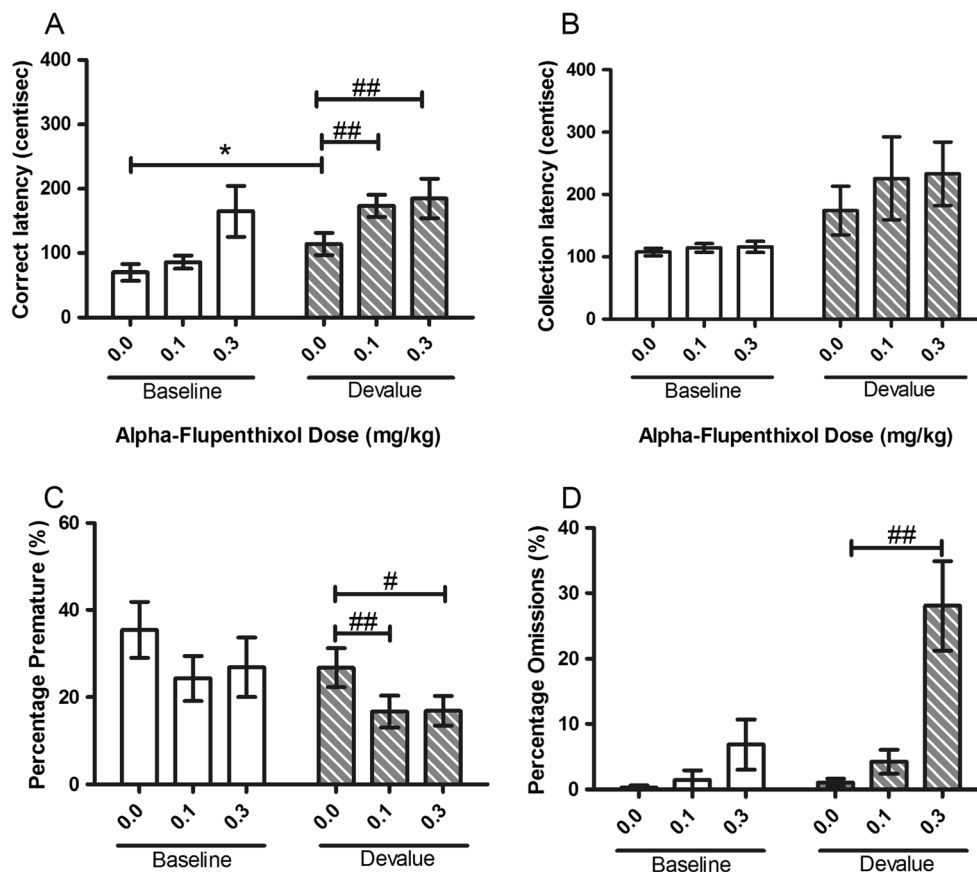 A
Correct latency (centisec)
400
300
200
100
0
*
##
##
0.0 0.1 0.3 0.0 0.1 0.3
Baseline Devalue
Alpha-Flupenthixol Dose (mg/kg)
B
Collection latency (centisec)
400
300
200
100
0
0.0 0.1 0.3 0.0 0.1 0.3
Baseline Devalue
Alpha-Flupenthixol Dose (mg/kg)
C
Percentage Premature (%)
60
40
20
0
#
##
0.0 0.1 0.3 0.0 0.1 0.3
Baseline Devalue
D
Percentage Omissions (%)
40
30
20
10
0
##
0.0 0.1 0.3 0.0 0.1 0.3
Baseline Devalue